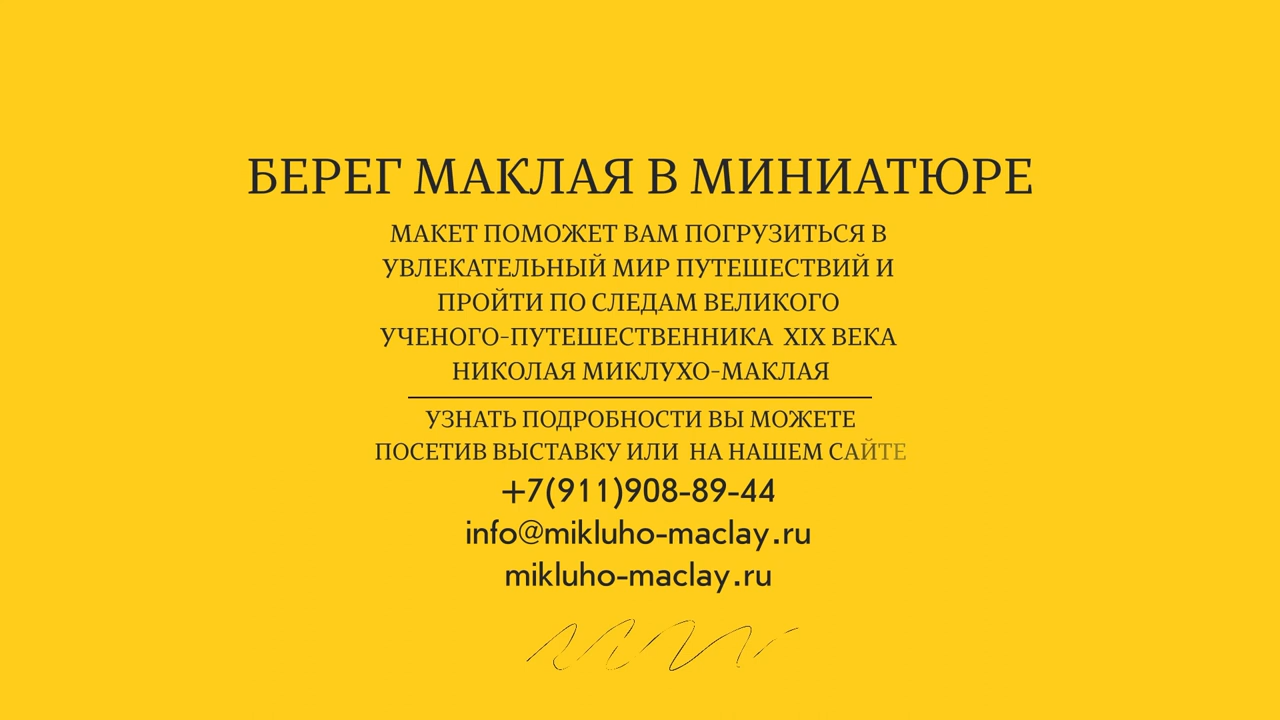 БЕРЕГ МАКЛАЯ В МИНИАТЮРЕ
МАКЕТ ПОМОЖЕТ ВАМ ПОГРУЗИТЬСЯ В
УВЛЕКАТЕЛЬНЫЙ МИР ПУТЕШЕСТВИЙ И
ПРОЙТИ ПО СЛЕДАМ ВЕЛИКОГО
УЧЕНОГО-ПУТЕШЕСТВЕННИКА XIX ВЕКА
НИКОЛАЯ МИКЛУХО-МАКЛАЯ
УЗНАТЬ ПОДРОБНОСТИ ВЫ МОЖЕТЕ
ПОСЕТИВ ВЫСТАВКУ ИЛИ НА НАШЕМ САЙТЕ
+7(911)908-89-44
info@mikluho-maclay.ru
mikluho-maclay.ru